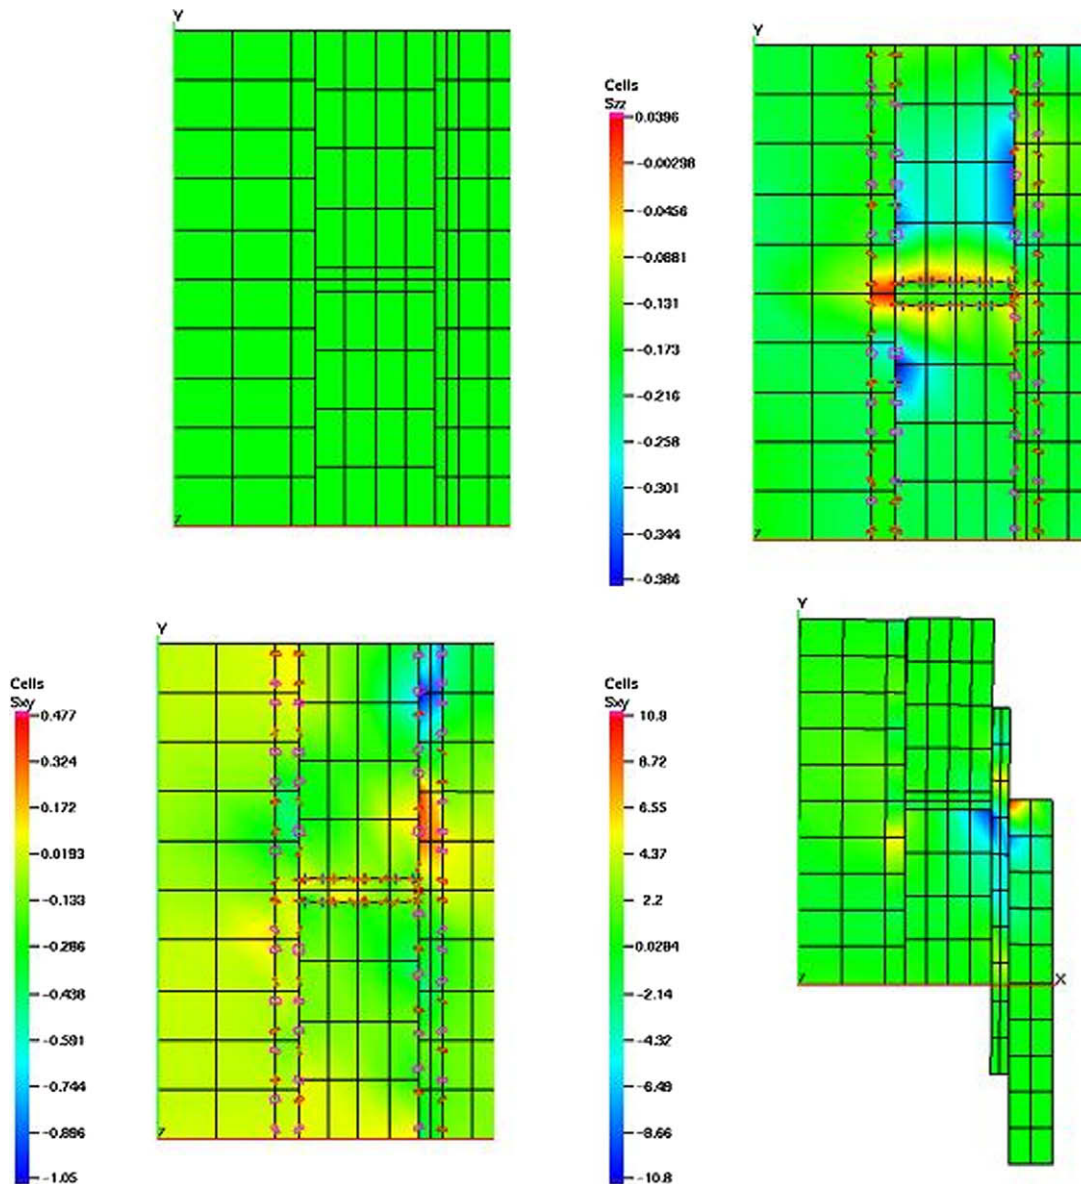 Y
Z
Y
Cells
Szz
0.0396
-0.00298
-0.0456
-0.0881
-0.131
-0.173
-0.216
-0.258
-0.301
-0.344
-0.386
Z
Y
Cells
Sxy
0.477
0.324
0.172
0.0193
-0.133
-0.286
-0.438
-0.591
-0.744
-0.896
-1.05
Z
Y
Cells
Sxy
10.9
8.72
6.55
4.37
2.2
0.0284
-2.14
-4.32
-6.49
-8.66
-10.8
Z
X